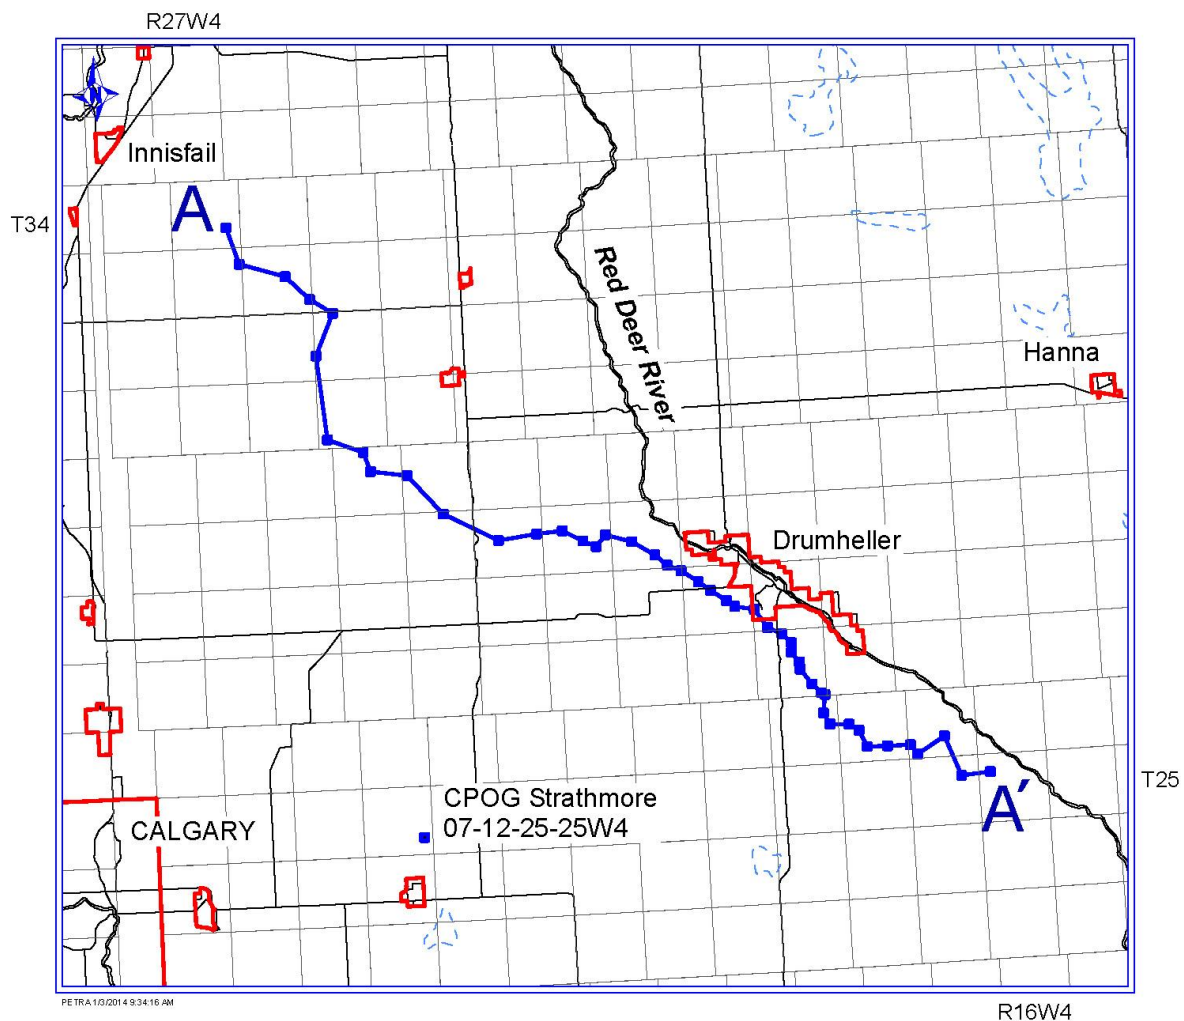 R27W4
N
Innisfail
A
T34
Red Deer River
Hanna
Drumheller
T25
CPOG Strathmore
07-12-25-25W4
A′
CALGARY
PETRA 1/3/2014 9:34:16 AM
R16W4